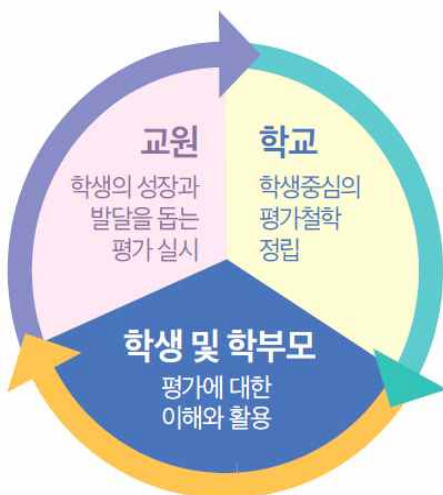 교원
학생의 성장과
발달을 돕는
평가 실시
학교
학생중심의
평가철학
정립
학생 및 학부모
평가에 대한
이해와 활용